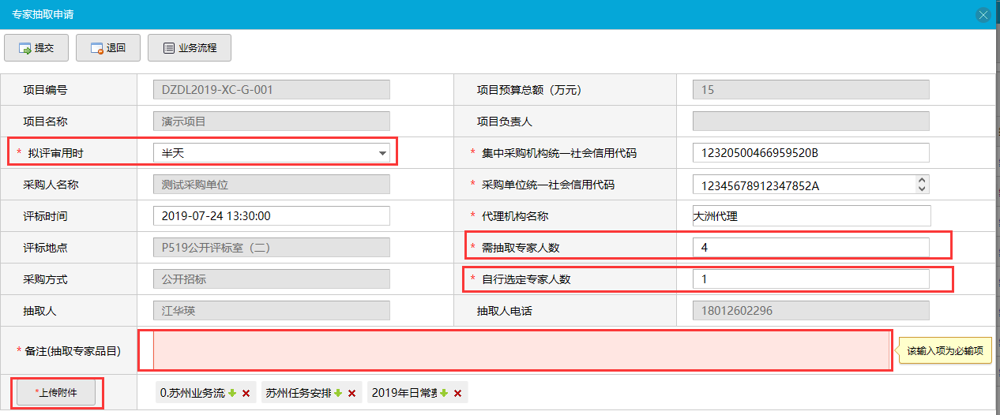 专家抽取申请
提交 退回 业务流程
项目编号 DZDL2019-XC-G-001 项目预算总额（万元） 15
项目名称 演示项目 项目负责人
* 拟评审用时 半天 * 集中采购机构统一社会信用代码 12320500466959520B
采购人名称 测试采购单位 * 采购单位统一社会信用代码 12345678912347852A
评标时间 2019-07-24 13:30:00 * 代理机构名称 大洲代理
评标地点 P519公开评标室（二） * 需抽取专家人数 4
采购方式 公开招标 * 自行选定专家人数 1
抽取人 江华瑛 抽取人电话 18012602296
* 备注(抽取专家品目) 该输入项为必输项
*上传附件 0.苏州业务流 苏州任务安排 2019年日常